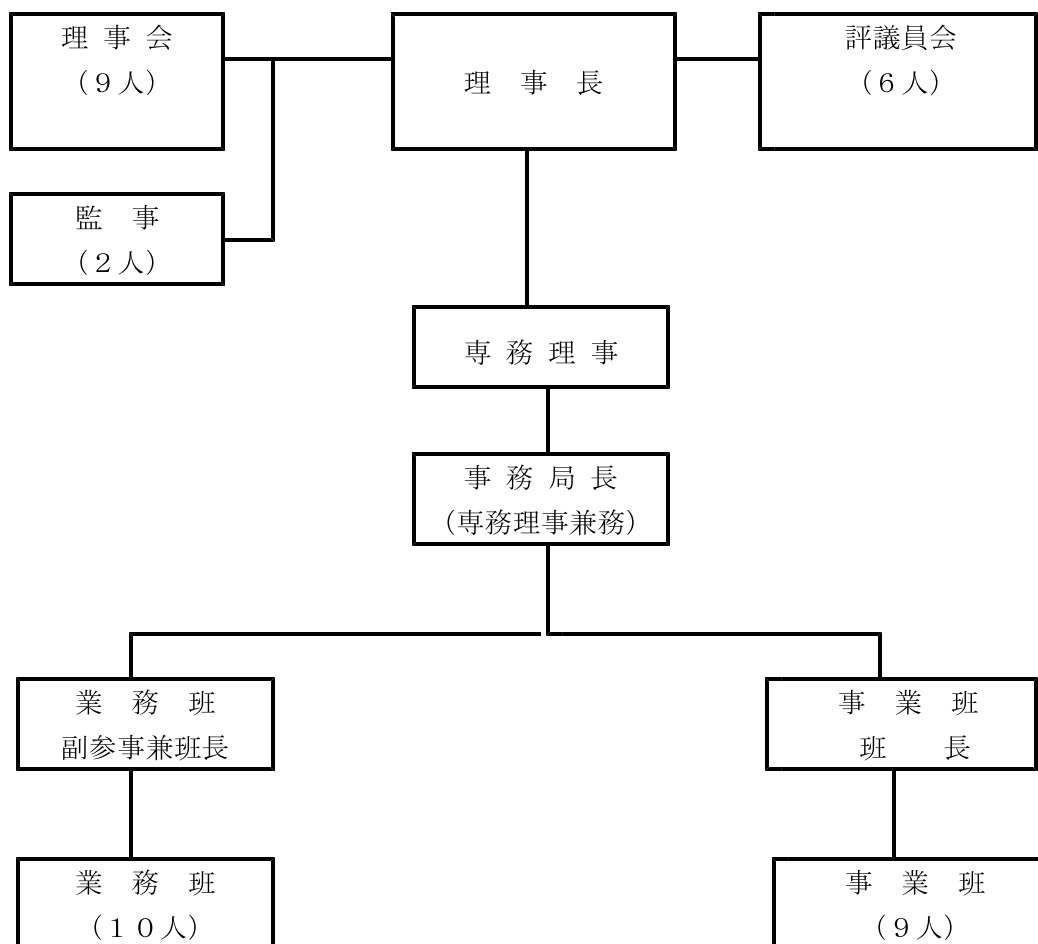 理 事 会
（９人）
理 事 長
評議員会
（６人）
監 事
（２人）
専 務 理 事
事 務 局 長
（専務理事兼務）
業 務 班
副参事兼班長
事 業 班
班 長
業 務 班
（１０人）
事 業 班
（９人）